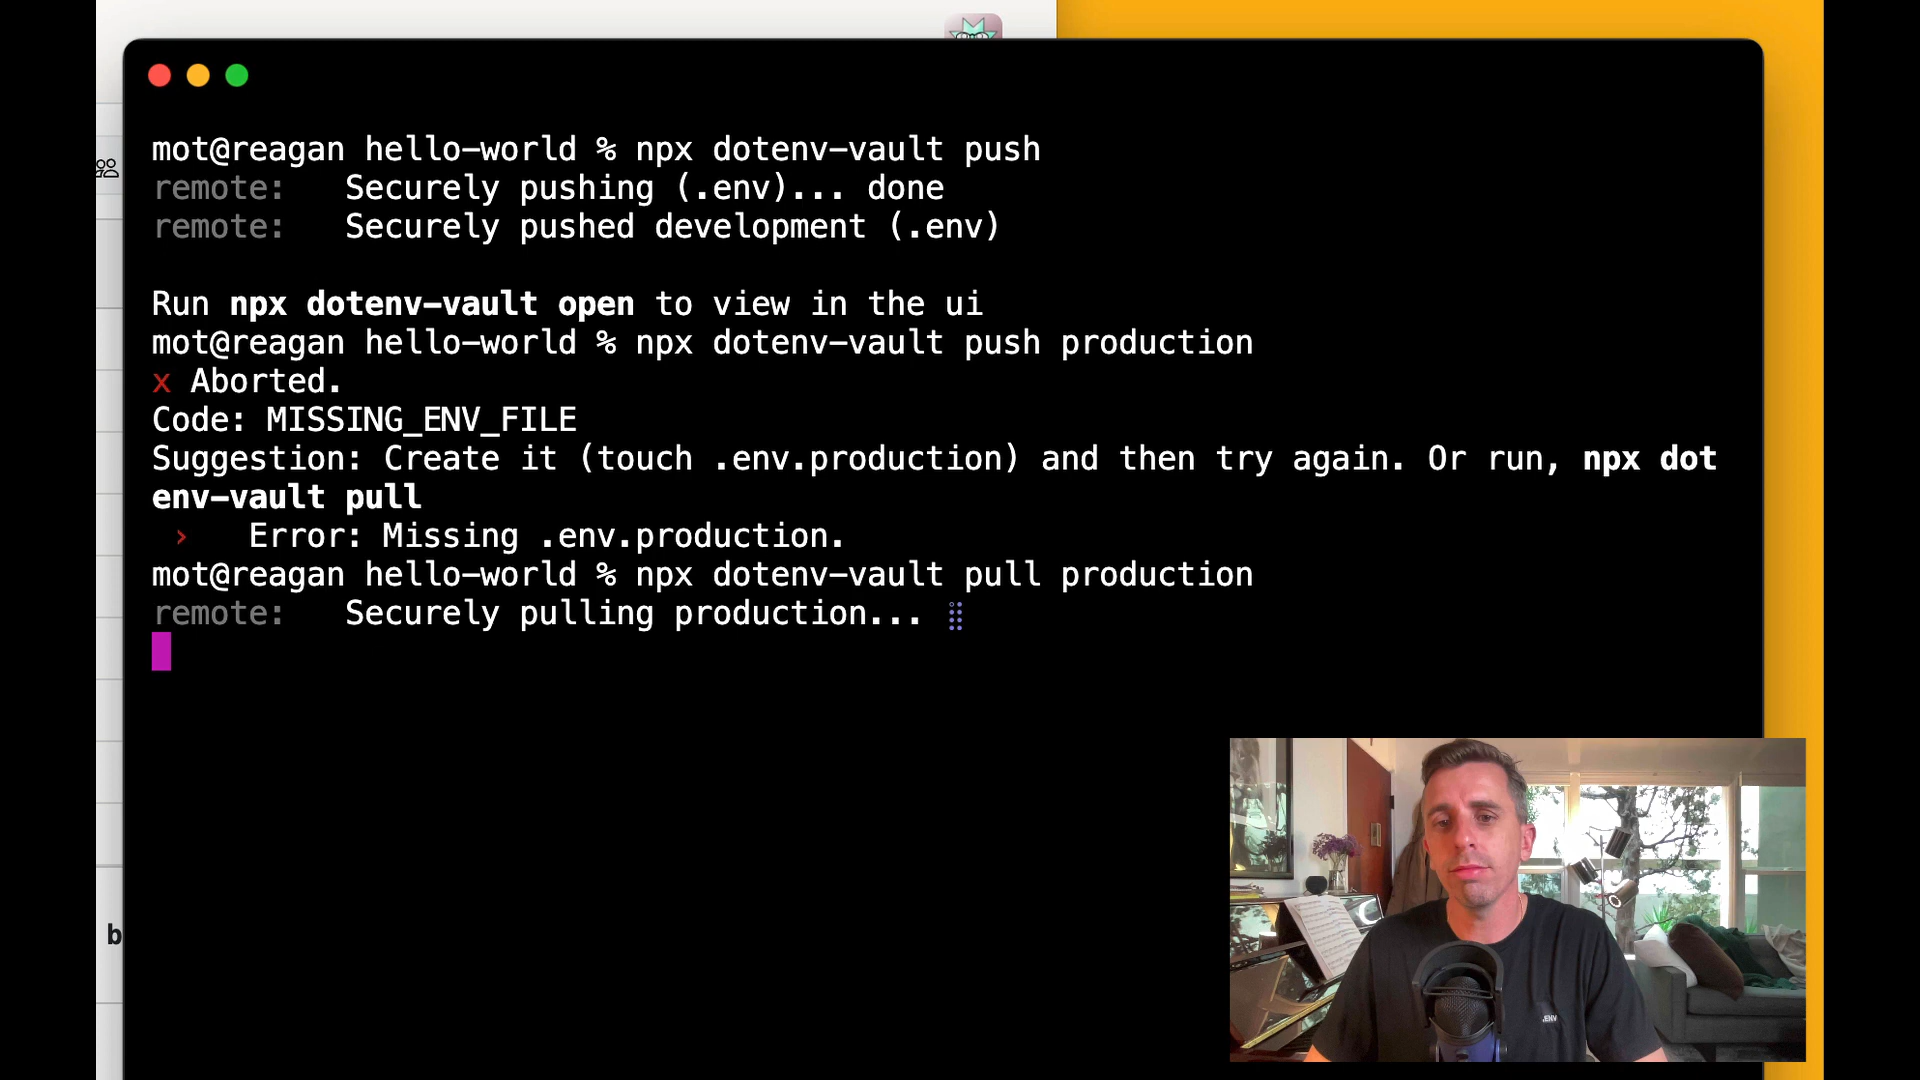 mot@reagan hello-world % npx dotenv-vault push
remote:   Securely pushing (.env)... done
remote:   Securely pushed development (.env)
Run npx dotenv-vault open to view in the ui
mot@reagan hello-world % npx dotenv-vault push production
x Aborted.
Code: MISSING_ENV_FILE
Suggestion: Create it (touch .env.production) and then try again. Or run, npx dot
env-vault pull
›   Error: Missing .env.production.
mot@reagan hello-world % npx dotenv-vault pull production
remote:   Securely pulling production...
b
.ENV